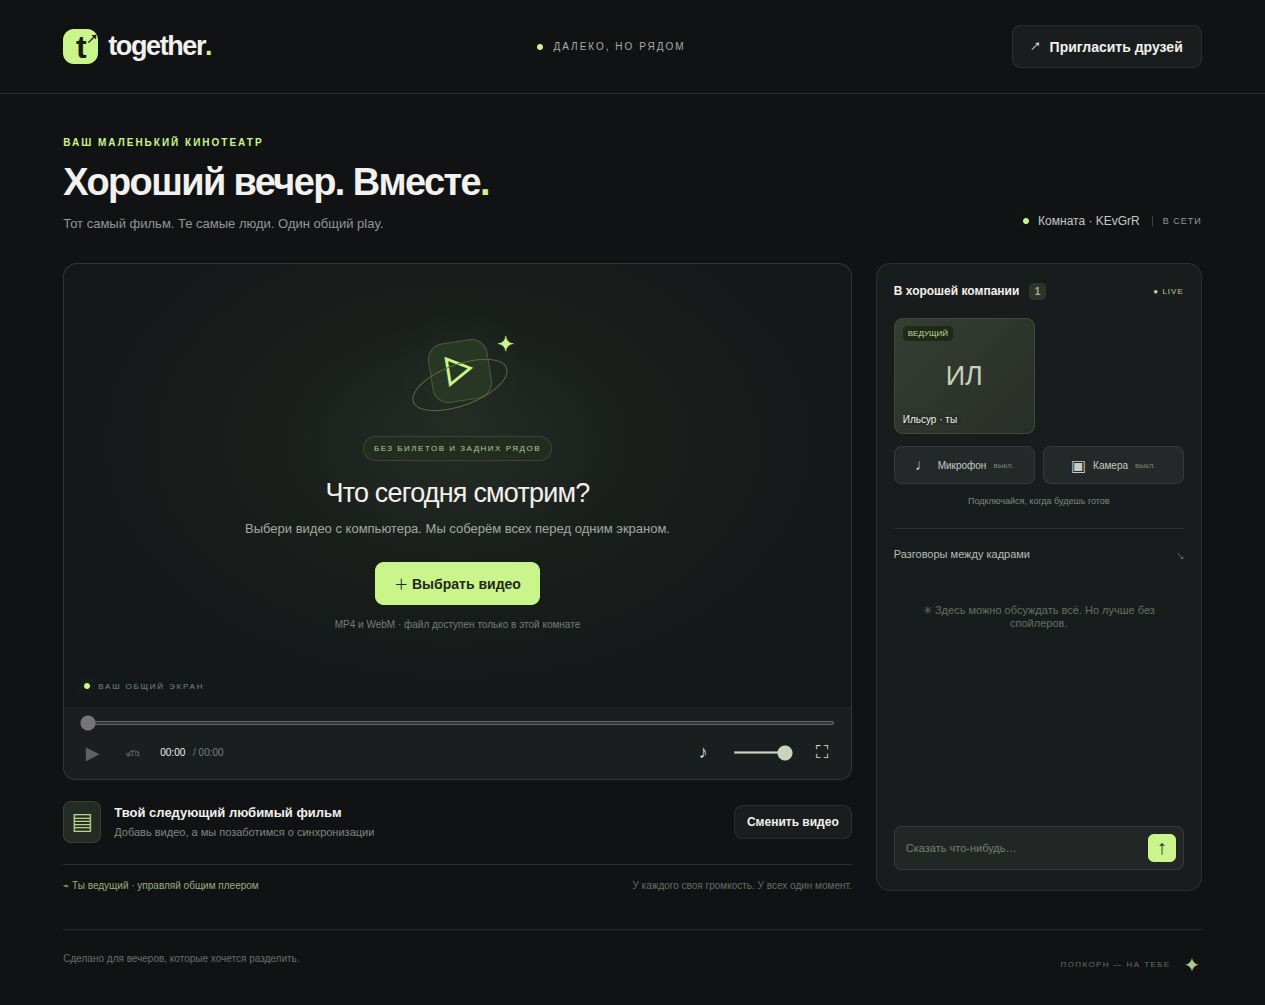 together.
ДАЛЕКО, НО РЯДОМ
Пригласить друзей
ВАШ МАЛЕНЬКИЙ КИНОТЕАТР
Хороший вечер. Вместе.
Тот самый фильм. Те самые люди. Один общий play.
Комната · KEvGrR
В СЕТИ
БЕЗ БИЛЕТОВ И ЗАДНИХ РЯДОВ
Что сегодня смотрим?
Выбери видео с компьютера. Мы соберём всех перед одним экраном.
+ Выбрать видео
MP4 и WebM · файл доступен только в этой комнате
ВАШ ОБЩИЙ ЭКРАН
00:00 / 00:00
Твой следующий любимый фильм
Добавь видео, а мы позаботимся о синхронизации
Сменить видео
Ты ведущий · управляй общим плеером
У каждого своя громкость. У всех один момент.
В хорошей компании 1
● LIVE
ВЕДУЩИЙ
ИЛ
Ильсур · ты
Микрофон выкл.
Камера выкл.
Подключайся, когда будешь готов
Разговоры между кадрами
✳ Здесь можно обсуждать всё. Но лучше без
спойлеров.
Сказать что-нибудь…
Сделано для вечеров, которые хочется разделить.
ПОПКОРН — НА ТЕБЕ